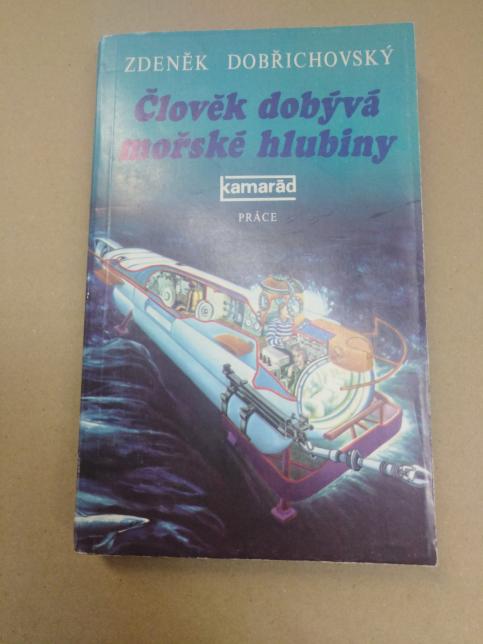 ZDENĚK DOBŘICHOVSKÝ
Člověk dobývá
mořské hlubiny
kamarád
PRÁCE